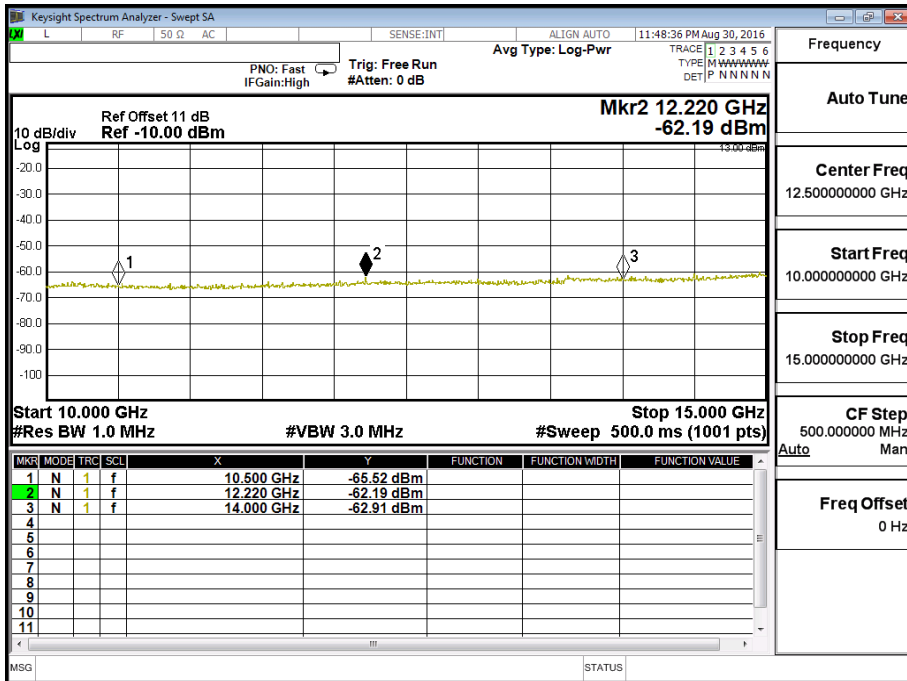 Keysight Spectrum Analyzer - Swept SA
LXI L RF 50 Ω AC SENSE:INT ALIGN AUTO 11:48:36 PM Aug 30, 2016
PNO: Fast
IFGain:High
Trig: Free Run
#Atten: 0 dB
Avg Type: Log-Pwr
TRACE 1 2 3 4 5 6
TYPE M W W W W W
DET P N N N N N
Ref Offset 11 dB
10 dB/div Ref -10.00 dBm
Log
Mkr2 12.220 GHz
-62.19 dBm
-13.00 dBm
-20.0
-30.0
-40.0
-50.0
-60.0
-70.0
-80.0
-90.0
-100
1
2
3
Start 10.000 GHz Stop 15.000 GHz
#Res BW 1.0 MHz #VBW 3.0 MHz #Sweep 500.0 ms (1001 pts)
MKR MODE TRC SCL X Y FUNCTION FUNCTION WIDTH FUNCTION VALUE
1 N 1 f 10.500 GHz -65.52 dBm
2 N 1 f 12.220 GHz -62.19 dBm
3 N 1 f 14.000 GHz -62.91 dBm
4
5
6
7
8
9
10
11
MSG STATUS
Frequency
Auto Tune
Center Freq
12.500000000 GHz
Start Freq
10.000000000 GHz
Stop Freq
15.000000000 GHz
CF Step
500.000000 MHz
Auto Man
Freq Offset
0 Hz